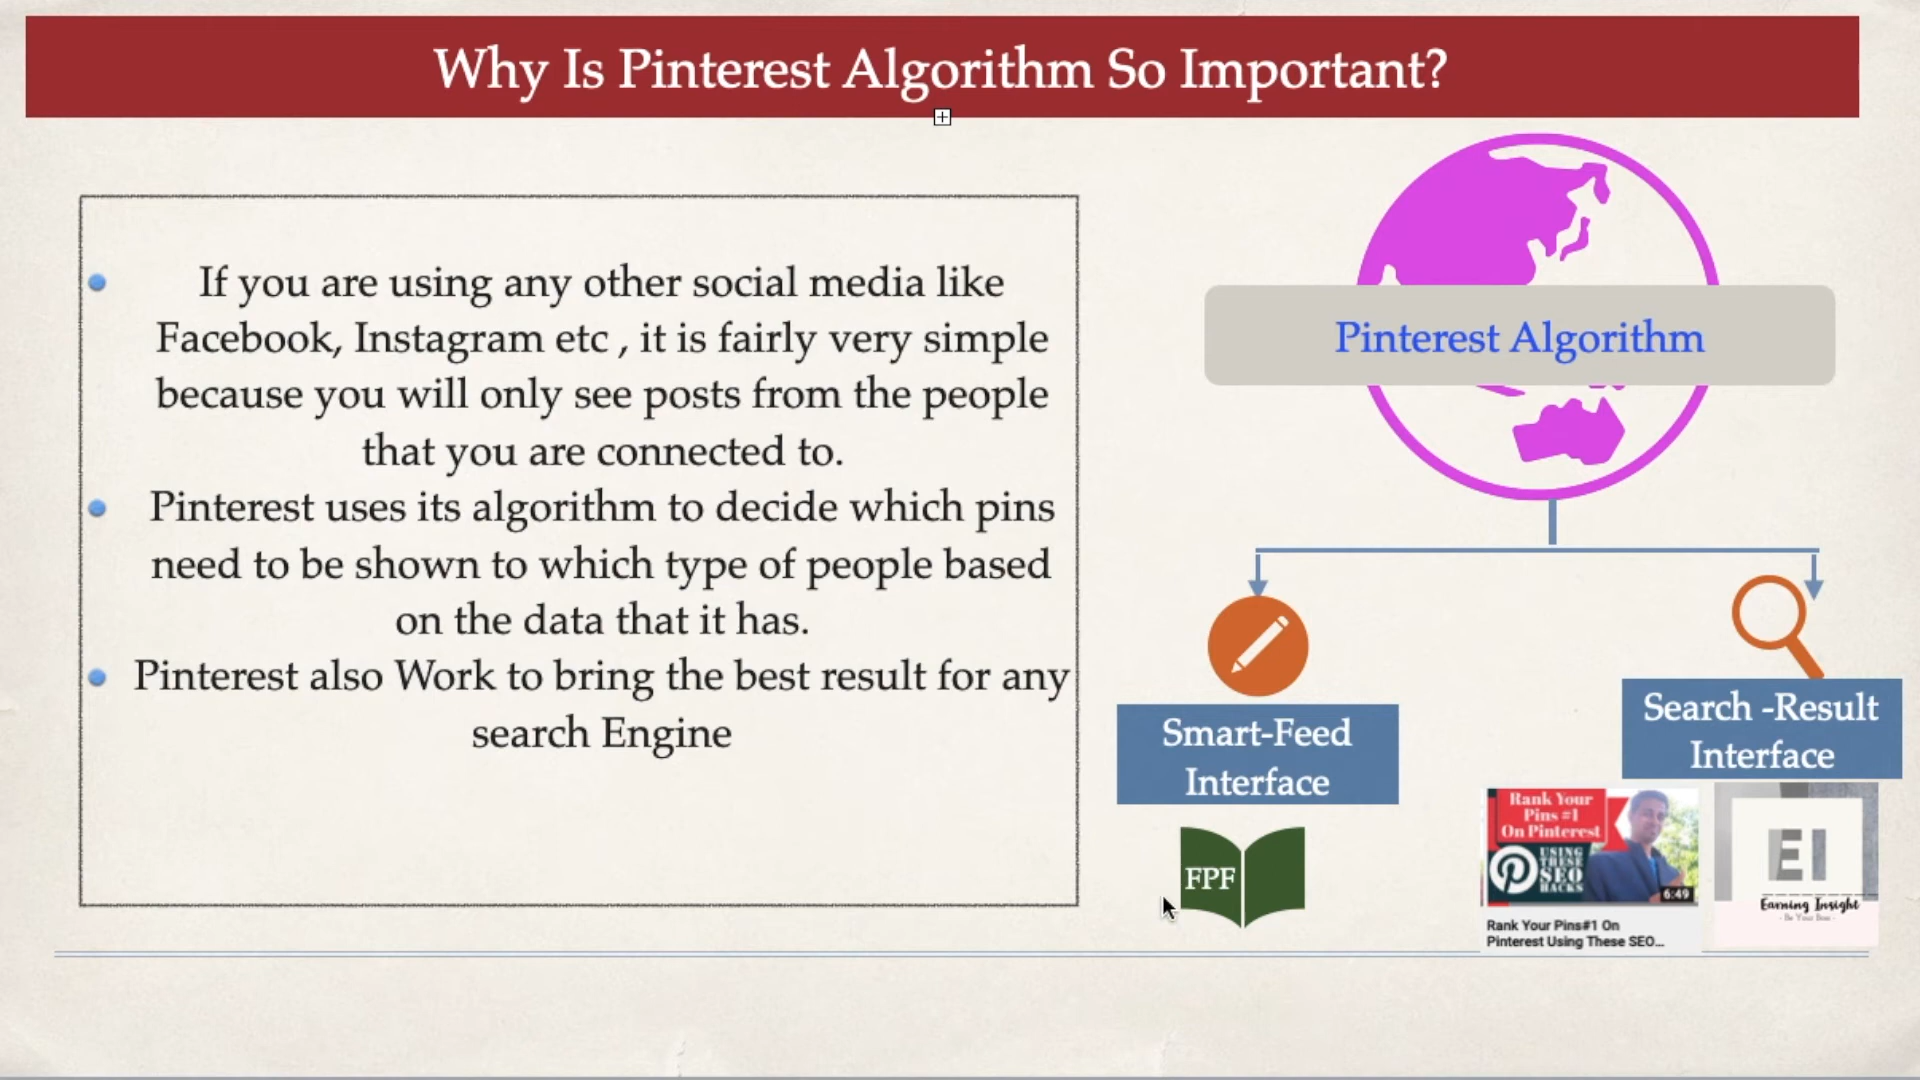 Why Is Pinterest Algorithm So Important?
If you are using any other social media like
Facebook, Instagram etc , it is fairly very simple
because you will only see posts from the people
that you are connected to.
Pinterest uses its algorithm to decide which pins
need to be shown to which type of people based
on the data that it has.
Pinterest also Work to bring the best result for any
search Engine
Pinterest Algorithm
Smart-Feed
Interface
FPF
Search -Result
Interface
Rank Your
Pins #1
On Pinterest
USING
THESE
SEO
HACKS
6:49
Rank Your Pins#1 On
Pinterest Using These SEO...
EI
Earning Insight
- Be Your Boss -